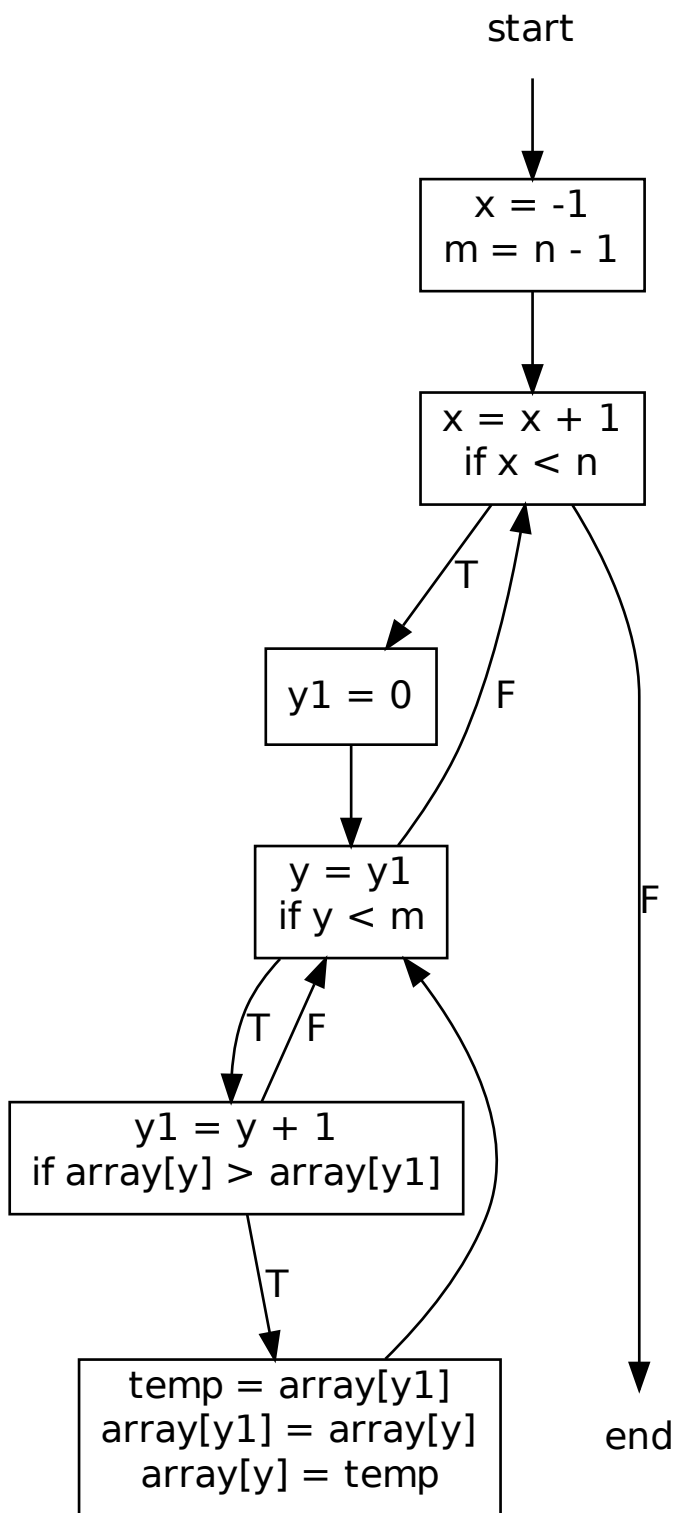 start
x = -1
m = n - 1
x = x + 1
if x < n
T
y1 = 0
F
y = y1
if y < m
F
T
F
y1 = y + 1
if array[y] > array[y1]
T
temp = array[y1]
array[y1] = array[y]
array[y] = temp
end